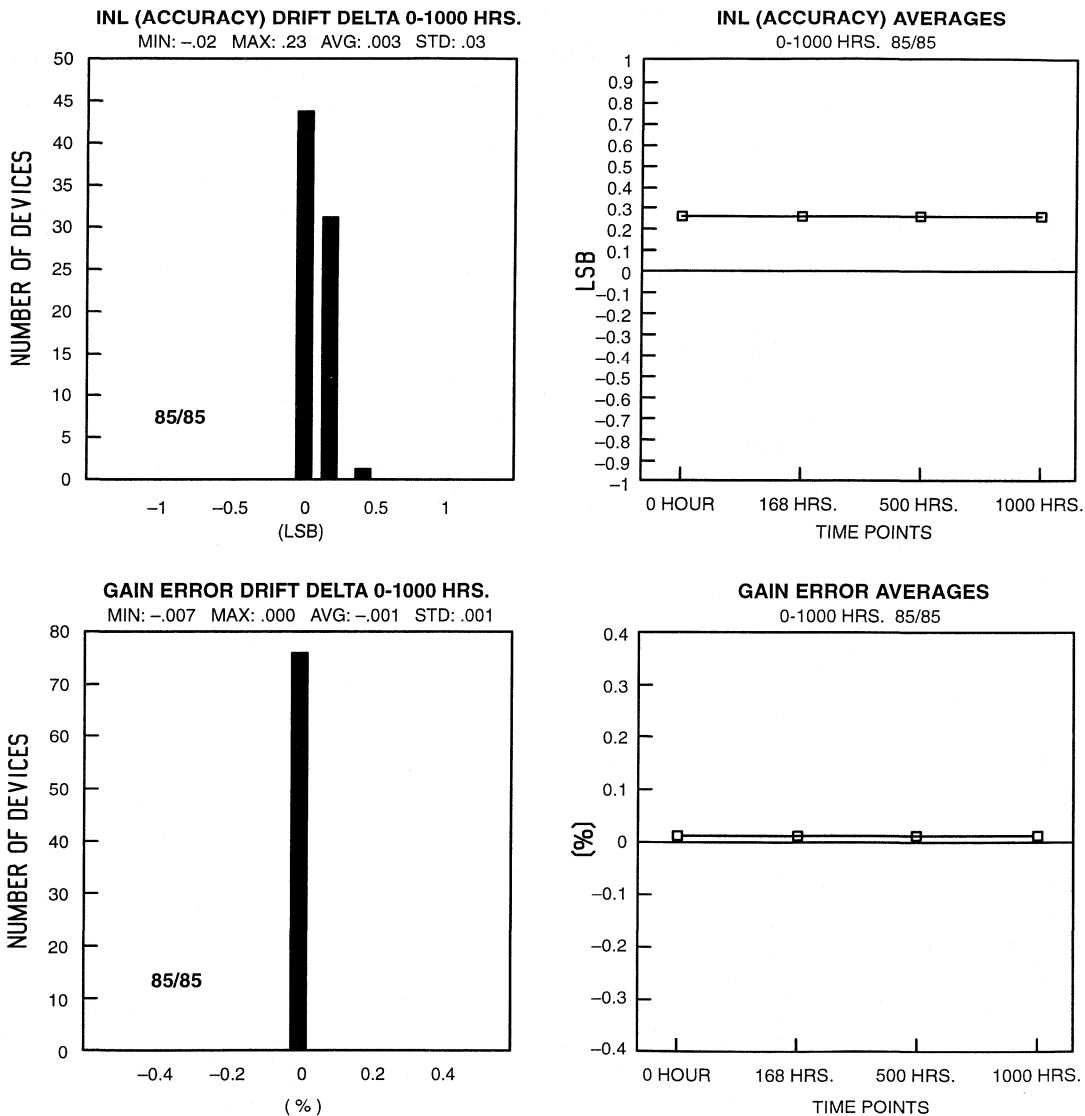 INL (ACCURACY) DRIFT DELTA 0-1000 HRS.
MIN: –.02 MAX: .23 AVG: .003 STD: .03
50
45
40
35
30
25
20
15
10
5
0
NUMBER OF DEVICES
85/85
–1 –0.5 0 0.5 1
(LSB)
INL (ACCURACY) AVERAGES
0-1000 HRS. 85/85
1
0.9
0.8
0.7
0.6
0.5
0.4
0.3
0.2
0.1
0
–0.1
–0.2
–0.3
–0.4
–0.5
–0.6
–0.7
–0.8
–0.9
–1
LSB
0 HOUR 168 HRS. 500 HRS. 1000 HRS.
TIME POINTS
GAIN ERROR DRIFT DELTA 0-1000 HRS.
MIN: –.007 MAX: .000 AVG: –.001 STD: .001
80
70
60
50
40
30
20
10
0
NUMBER OF DEVICES
85/85
–0.4 –0.2 0 0.2 0.4
( % )
GAIN ERROR AVERAGES
0-1000 HRS. 85/85
0.4
0.3
0.2
0.1
0
–0.1
–0.2
–0.3
–0.4
(%)
0 HOUR 168 HRS. 500 HRS. 1000 HRS.
TIME POINTS